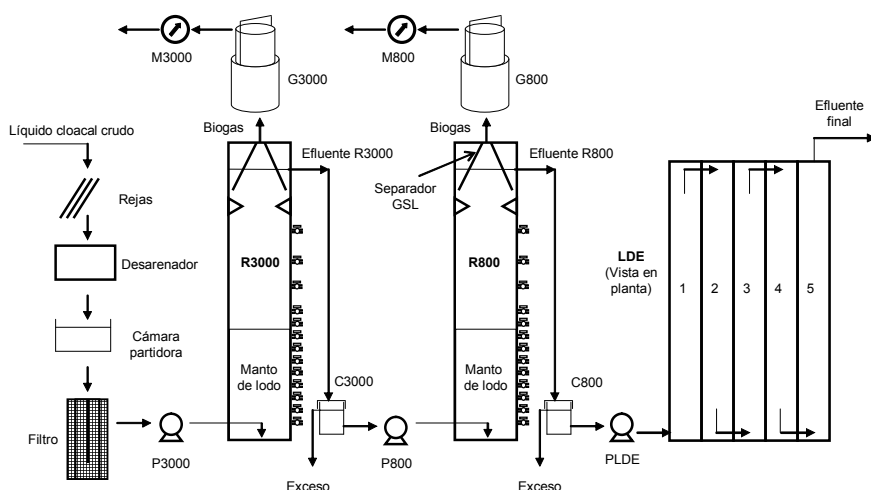 M3000
M800
G3000
G800
Líquido cloacal crudo
Biogas
Biogas
Efluente
final
Efluente R3000
Efluente R800
Separador
GSL
Rejas
Desarenador
R3000
R800
LDE
(Vista en
planta)
1
2
3
4
5
Cámara
partidora
Manto
de lodo
Manto
de lodo
C3000
C800
Filtro
P3000
P800
PLDE
Exceso
Exceso